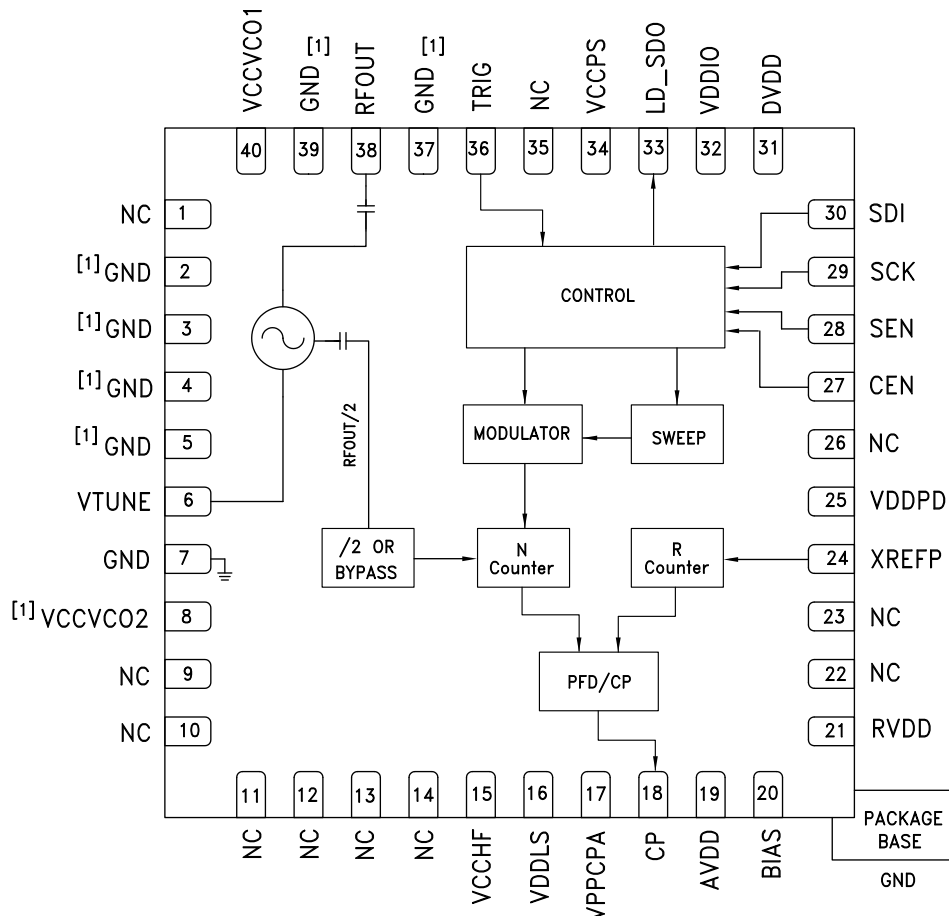 VCCVCO1
GND [1]
RFOUT
GND [1]
TRIG
NC
VCCPS
LD_SDO
VDDIO
DVDD
40
39
38
37
36
35
34
33
32
31
NC 1
[1] GND 2
[1] GND 3
[1] GND 4
[1] GND 5
VTUNE 6
GND 7
[1] VCCVCO2 8
NC 9
NC 10
30 SDI
29 SCK
28 SEN
27 CEN
26 NC
25 VDDPD
24 XREFP
23 NC
22 NC
21 RVDD
CONTROL
MODULATOR
SWEEP
RFOUT/2
/2 OR
BYPASS
N
Counter
R
Counter
PFD/CP
11
12
13
14
15
16
17
18
19
20
NC
NC
NC
NC
VCCHF
VDDLS
VPPCPA
CP
AVDD
BIAS
PACKAGE
BASE
GND